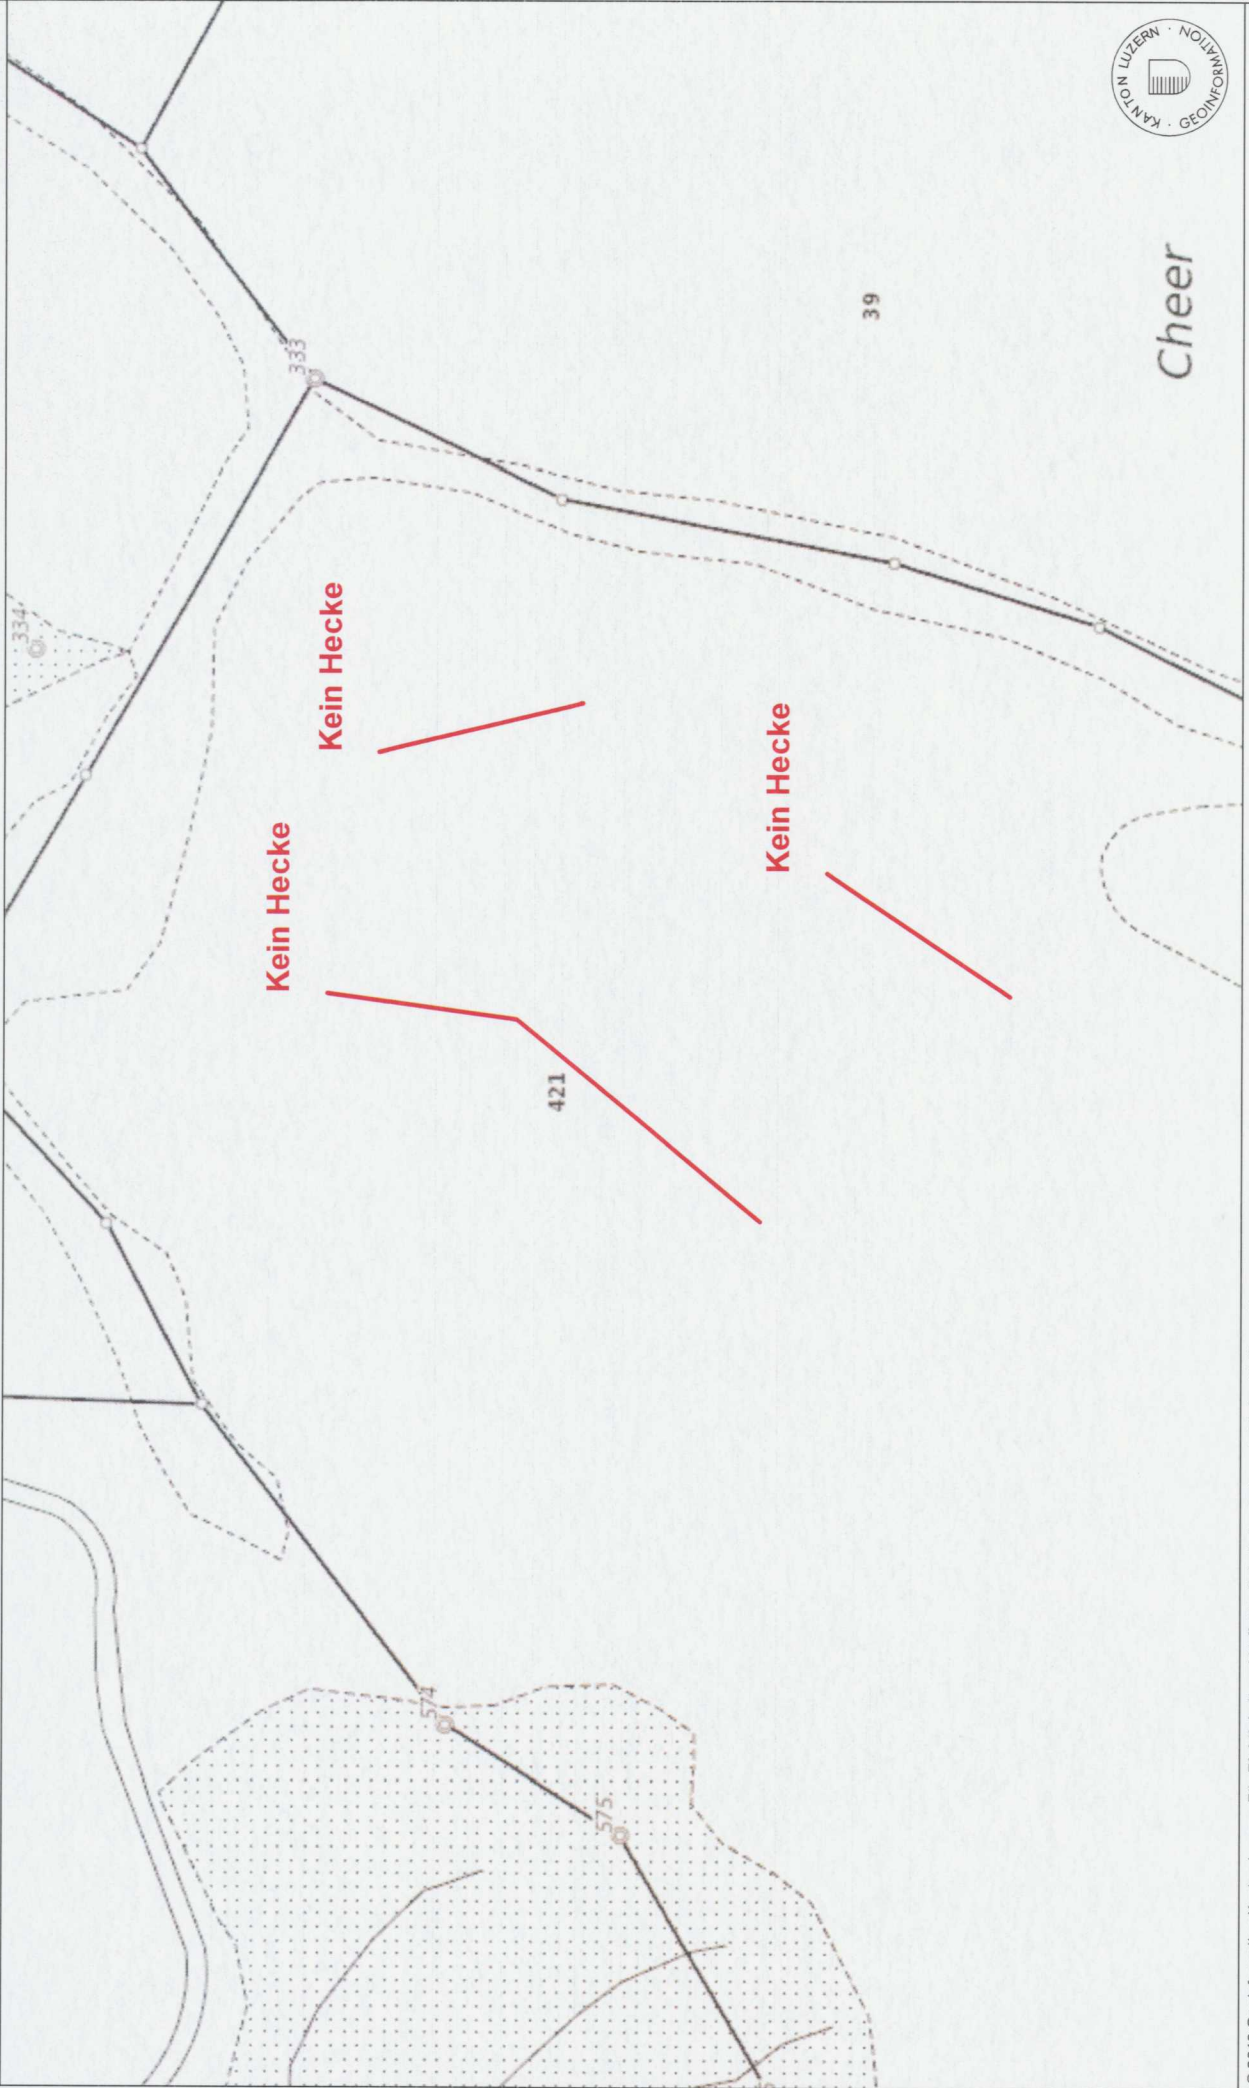 334
333
Kein Hecke
Kein Hecke
Kein Hecke
421
39
Cheer
574
575
KANTON LUZERN · GEOINFORMATION ·